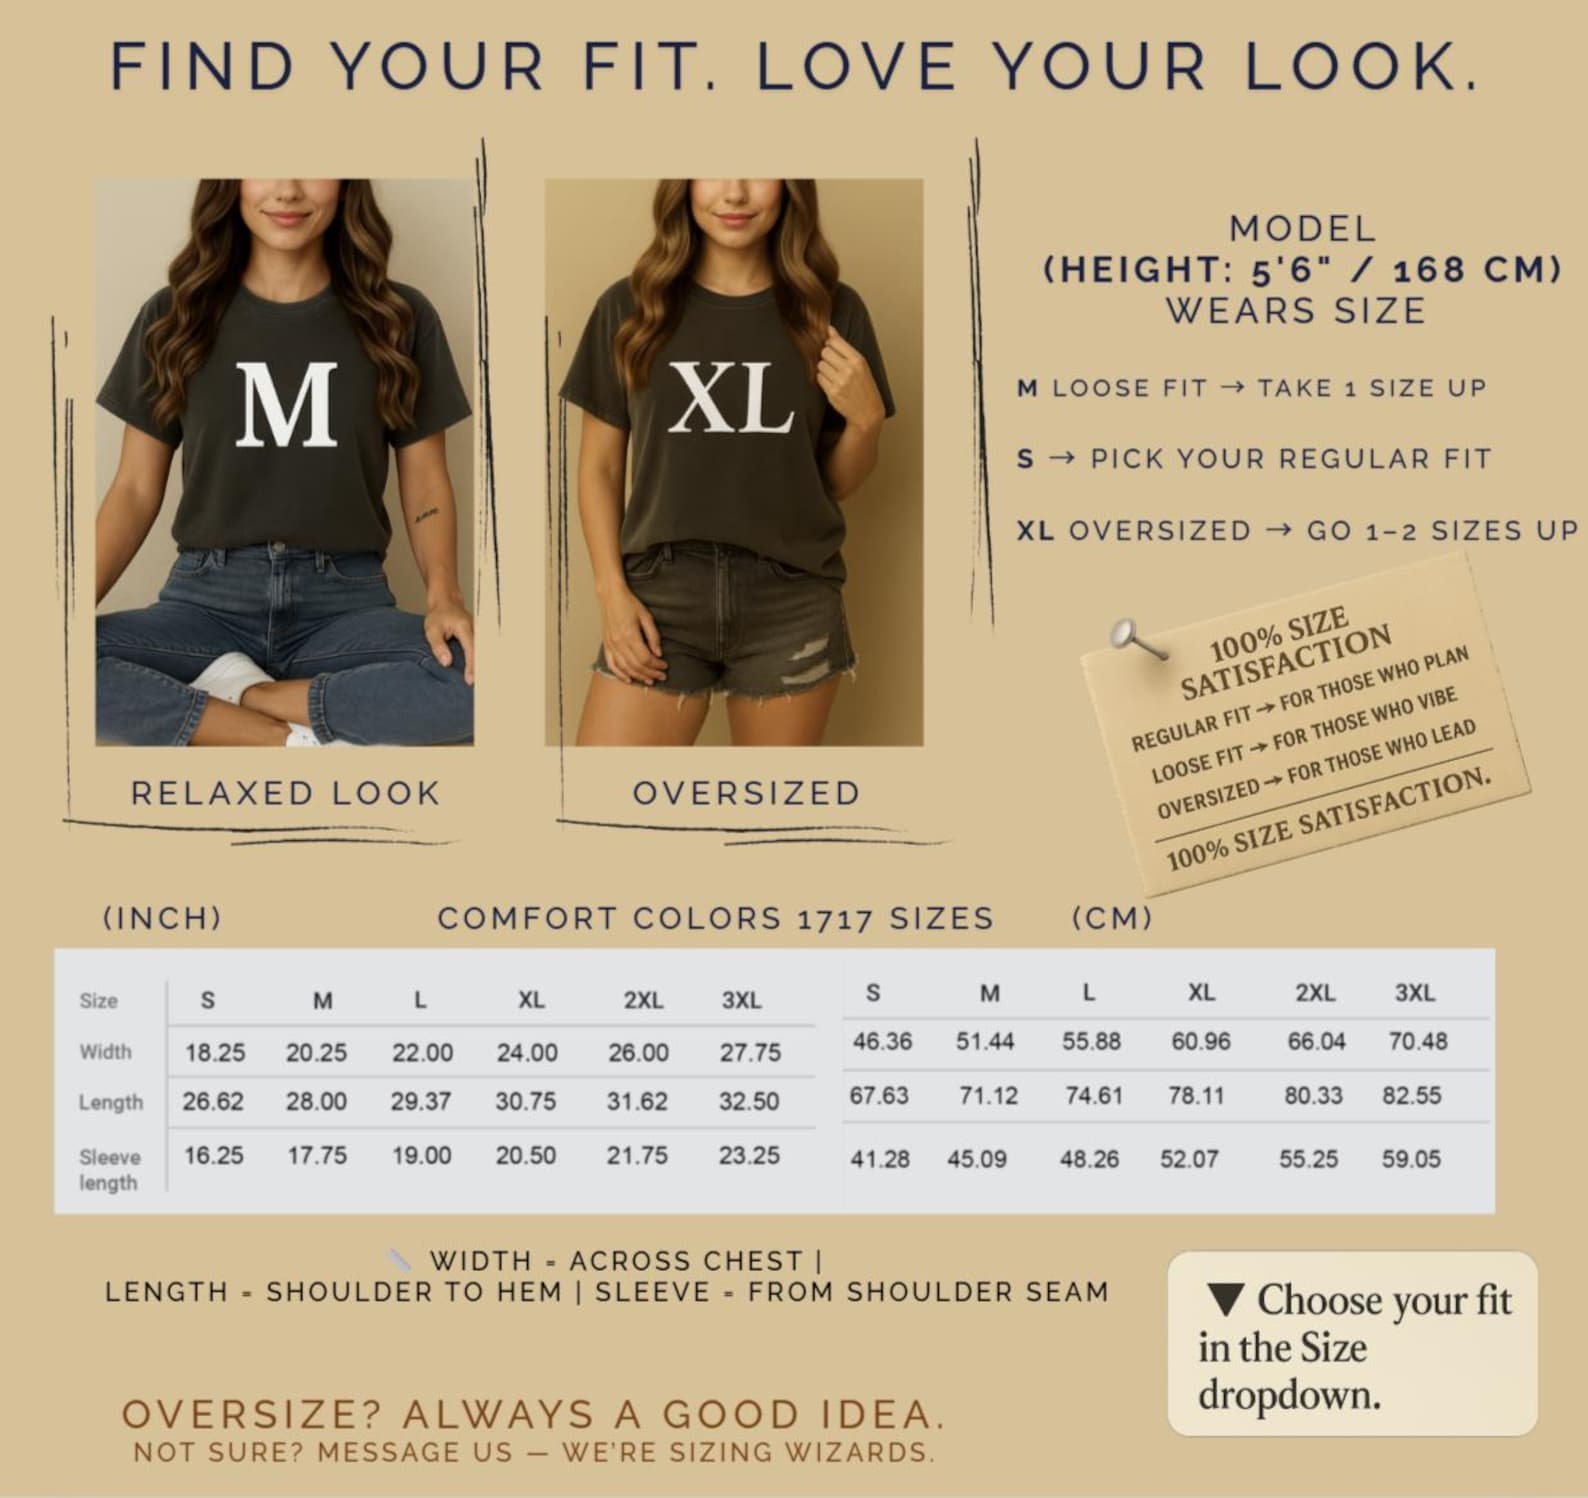 FIND YOUR FIT. LOVE YOUR LOOK.
M
XL
RELAXED LOOK
OVERSIZED
MODEL
(HEIGHT: 5'6" / 168 CM)
WEARS SIZE
M LOOSE FIT → TAKE 1 SIZE UP
S → PICK YOUR REGULAR FIT
XL OVERSIZED → GO 1–2 SIZES UP
100% SIZE
SATISFACTION
REGULAR FIT → FOR THOSE WHO PLAN
LOOSE FIT → FOR THOSE WHO VIBE
OVERSIZED → FOR THOSE WHO LEAD
100% SIZE SATISFACTION.
(INCH) COMFORT COLORS 1717 SIZES (CM)
Size S M L XL 2XL 3XL S M L XL 2XL 3XL
Width 18.25 20.25 22.00 24.00 26.00 27.75 46.36 51.44 55.88 60.96 66.04 70.48
Length 26.62 28.00 29.37 30.75 31.62 32.50 67.63 71.12 74.61 78.11 80.33 82.55
Sleeve length 16.25 17.75 19.00 20.50 21.75 23.25 41.28 45.09 48.26 52.07 55.25 59.05
WIDTH = ACROSS CHEST |
LENGTH = SHOULDER TO HEM | SLEEVE = FROM SHOULDER SEAM
▼ Choose your fit
in the Size
dropdown.
OVERSIZE? ALWAYS A GOOD IDEA.
NOT SURE? MESSAGE US — WE'RE SIZING WIZARDS.